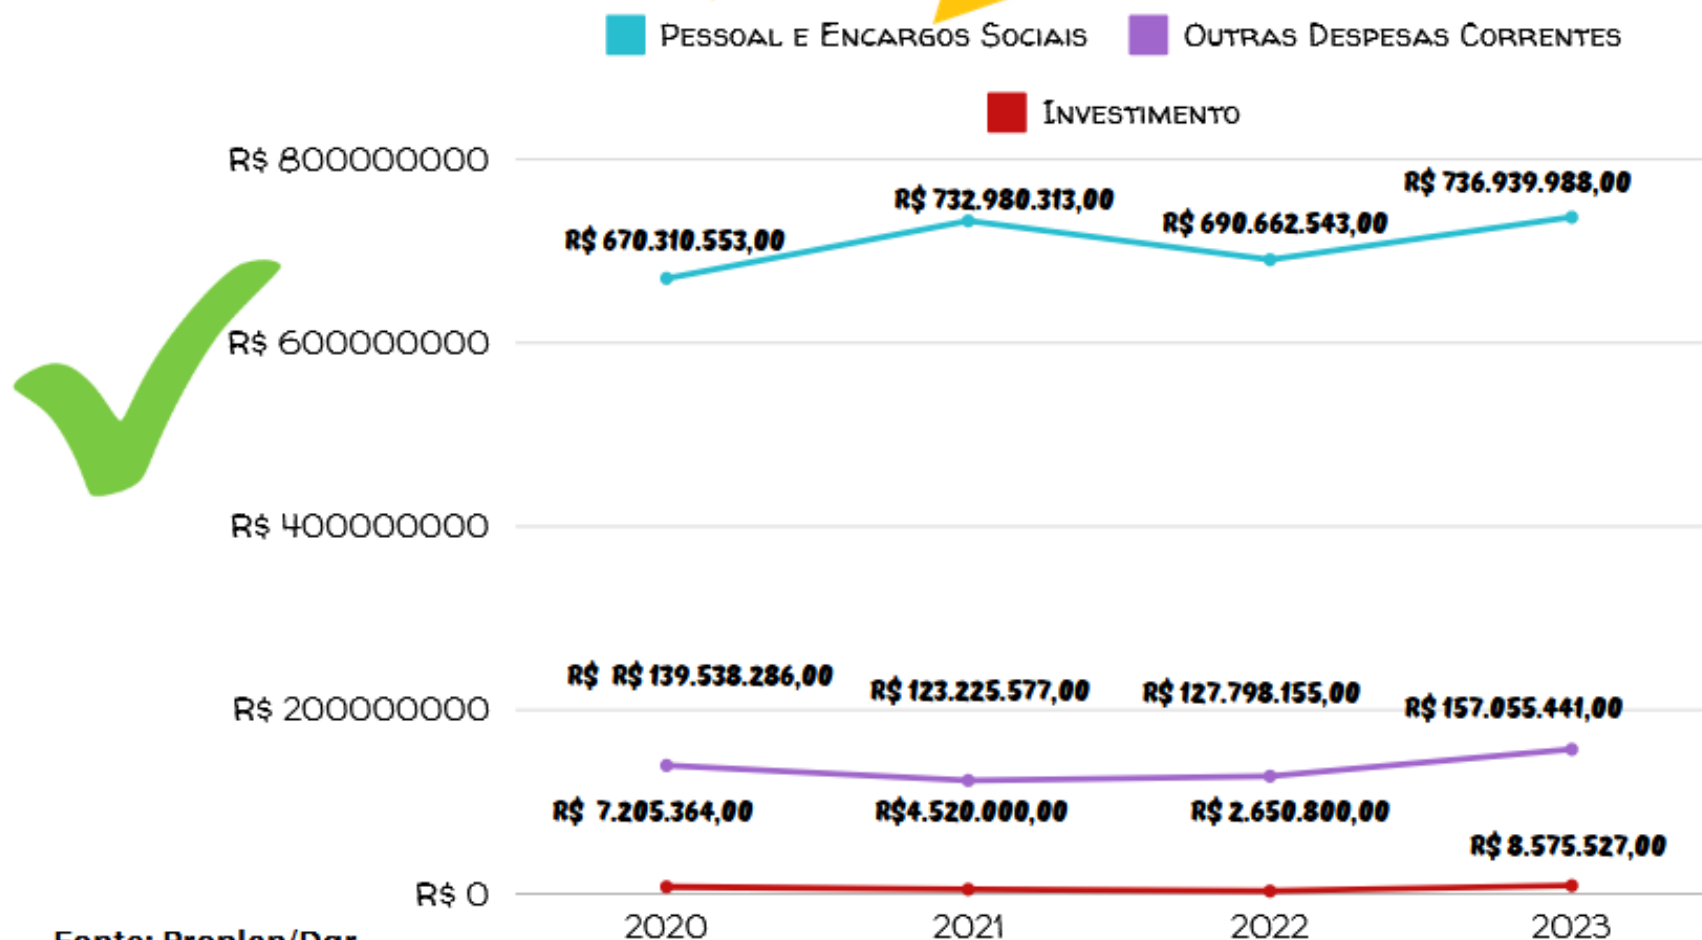 PESSOAL E ENCARGOS SOCIAIS OUTRAS DESPESAS CORRENTES
INVESTIMENTO
R$ 800000000
R$ 736.939.988,00
R$ 732.980.313,00
R$ 690.662.543,00
R$ 670.310.553,00
R$ 600000000
R$ 400000000
R$ R$ 139.538.286,00
R$ 123.225.577,00
R$ 127.798.155,00
R$ 157.055.441,00
R$ 200000000
R$ 7.205.364,00
R$4.520.000,00
R$ 2.650.800,00
R$ 8.575.527,00
R$ 0
2020 2021 2022 2023
Fonte: Proplan/Dgr